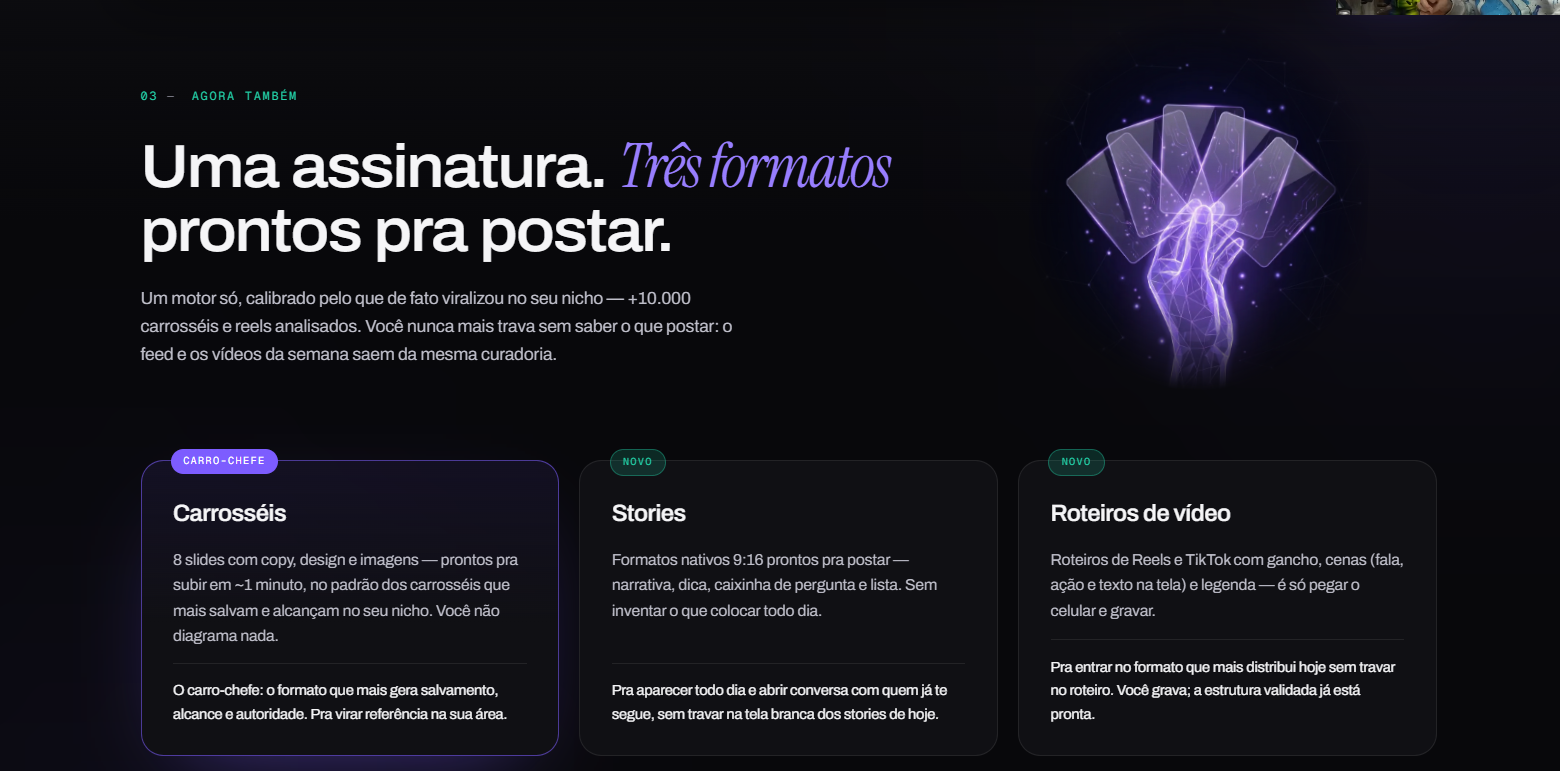 03 — AGORA TAMBÉM
Uma assinatura. Três formatos
prontos pra postar.
Um motor só, calibrado pelo que de fato viralizou no seu nicho — +10.000
carrosséis e reels analisados. Você nunca mais trava sem saber o que postar: o
feed e os vídeos da semana saem da mesma curadoria.
CARRO-CHEFE
Carrosséis
8 slides com copy, design e imagens — prontos pra
subir em ~1 minuto, no padrão dos carrosséis que
mais salvam e alcançam no seu nicho. Você não
diagrama nada.
O carro-chefe: o formato que mais gera salvamento,
alcance e autoridade. Pra virar referência na sua área.
NOVO
Stories
Formatos nativos 9:16 prontos pra postar —
narrativa, dica, caixinha de pergunta e lista. Sem
inventar o que colocar todo dia.
Pra aparecer todo dia e abrir conversa com quem já te
segue, sem travar na tela branca dos stories de hoje.
NOVO
Roteiros de vídeo
Roteiros de Reels e TikTok com gancho, cenas (fala,
ação e texto na tela) e legenda — é só pegar o
celular e gravar.
Pra entrar no formato que mais distribui hoje sem travar
no roteiro. Você grava; a estrutura validada já está
pronta.